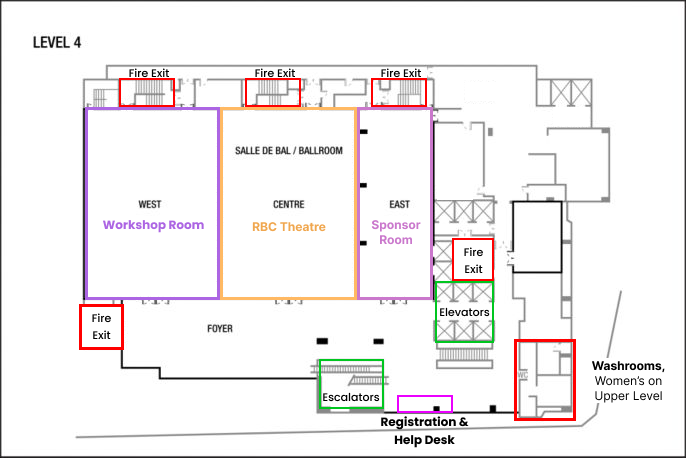 LEVEL 4
Fire Exit
Fire Exit
Fire Exit
SALLE DE BAL / BALLROOM
WEST
Workshop Room
CENTRE
RBC Theatre
EAST
Sponsor
Room
Fire
Exit
Fire
Exit
Elevators
FOYER
Escalators
WC
Washrooms,
Women's on
Upper Level
Registration &
Help Desk